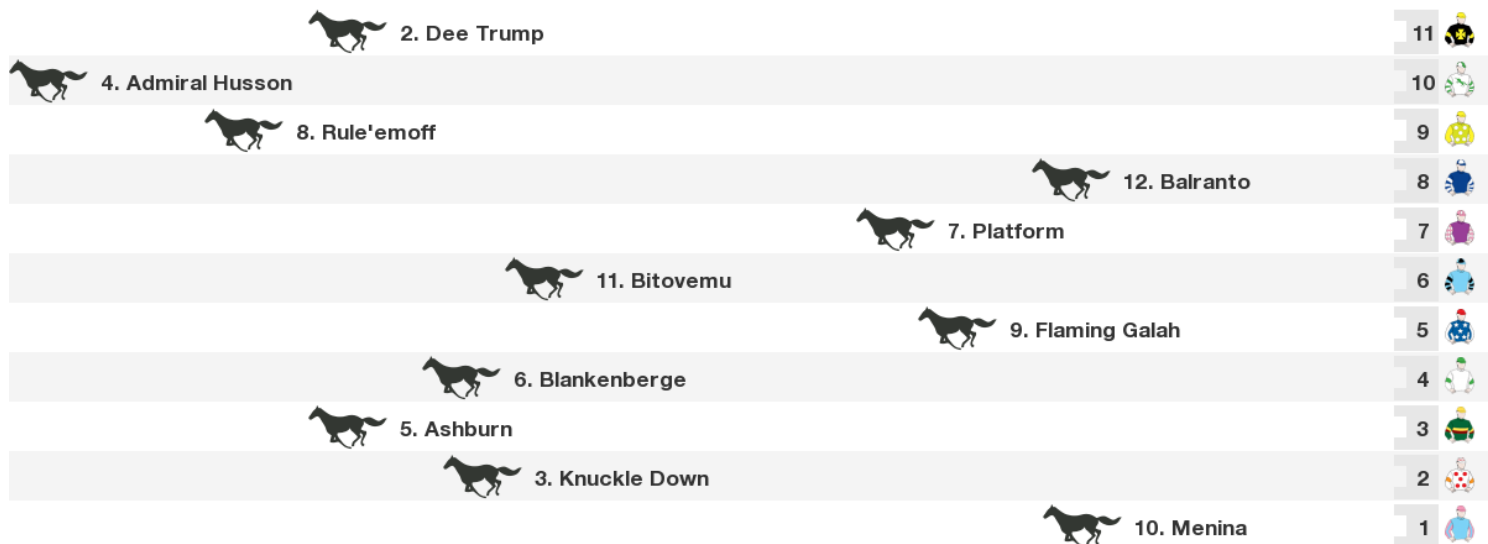 2. Dee Trump 11
4. Admiral Husson 10
8. Rule'emoff 9
12. Balranto 8
7. Platform 7
11. Bitovemu 6
9. Flaming Galah 5
6. Blankenberge 4
5. Ashburn 3
3. Knuckle Down 2
10. Menina 1